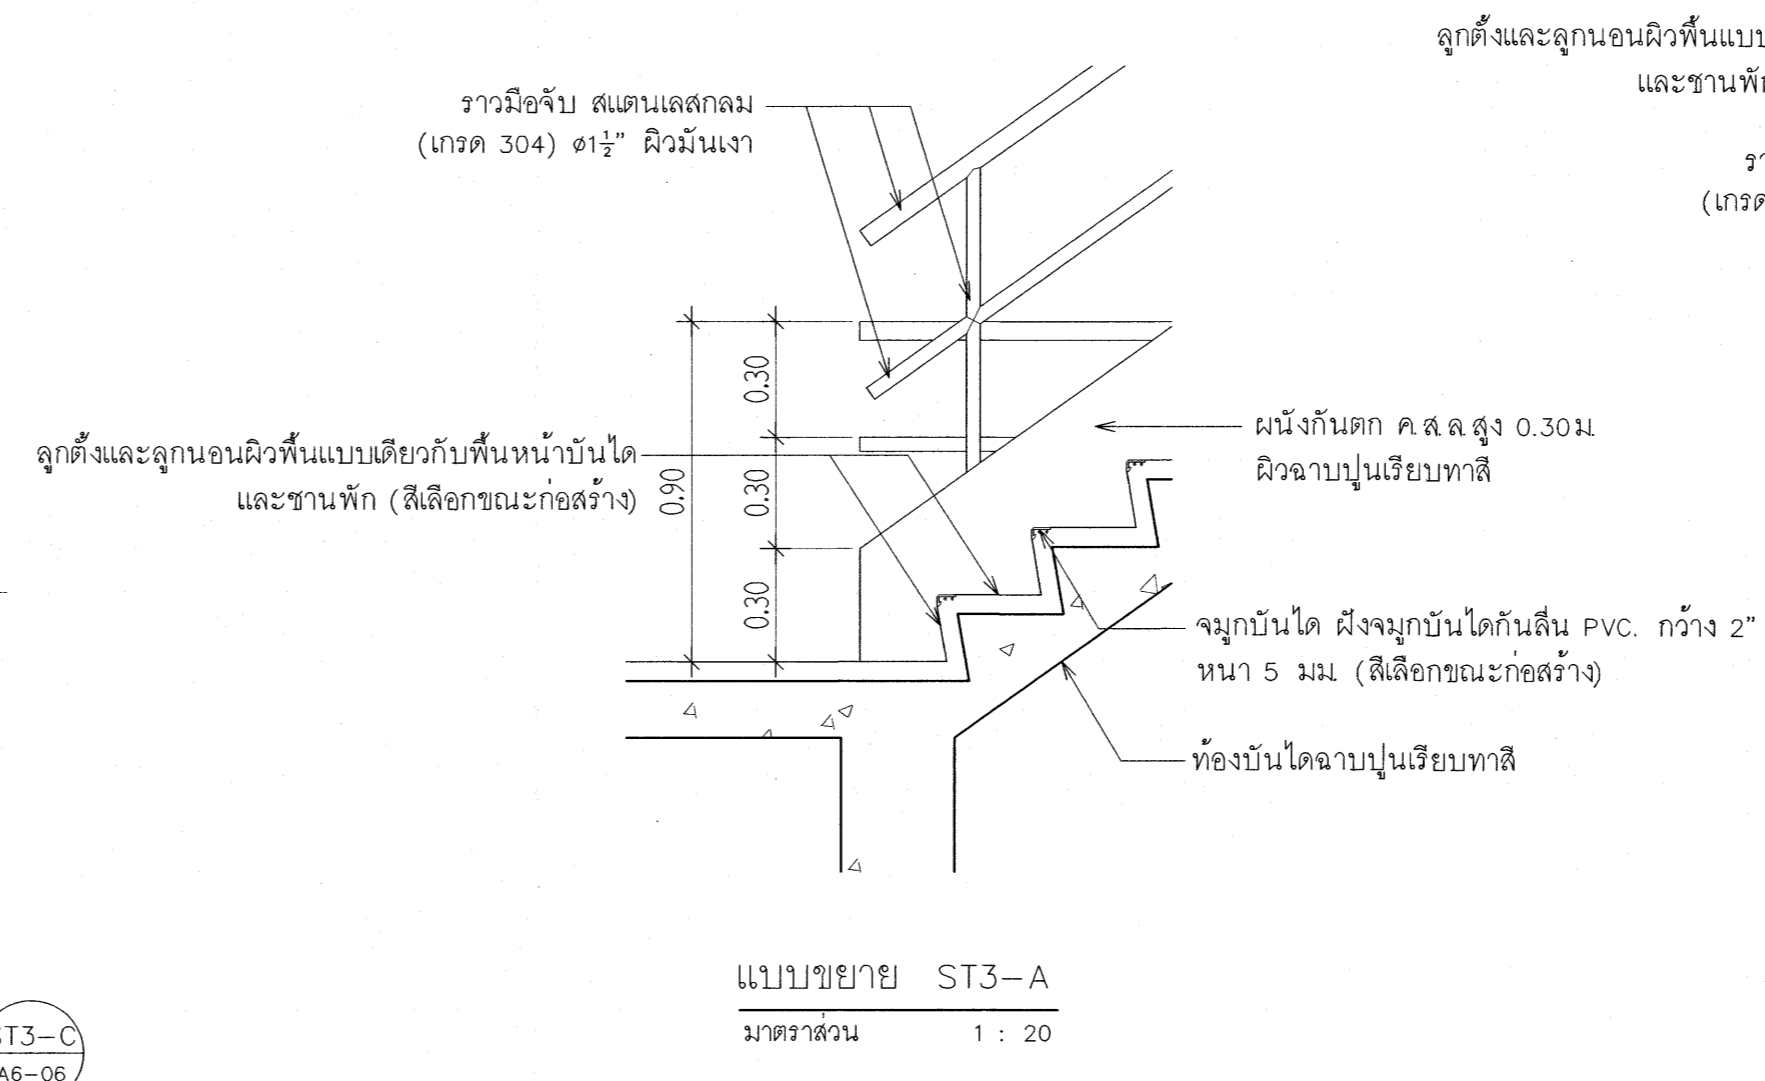 ลูกตั้งและลูกนอนผิวพื้นแบบ
และชานพัก
ราวมือจับ สแตนเลสกลม
(เกรด 304) ø1½" ผิวมันเงา
รา
(เกรด
0.30
0.30
0.30
0.90
ลูกตั้งและลูกนอนผิวพื้นแบบเดียวกับพื้นหน้าบันได
และชานพัก (สีเลือกขณะก่อสร้าง)
ผนังกันตก ค.ส.ล.สูง 0.30ม.
ผิวฉาบปูนเรียบทาสี
จมูกบันได ฝังจมูกบันไดกันลื่น PVC. กว้าง 2"
หนา 5 มม. (สีเลือกขณะก่อสร้าง)
ท้องบันไดฉาบปูนเรียบทาสี
แบบขยาย ST3-A
มาตราส่วน 1 : 20
ST3-C
A6-06